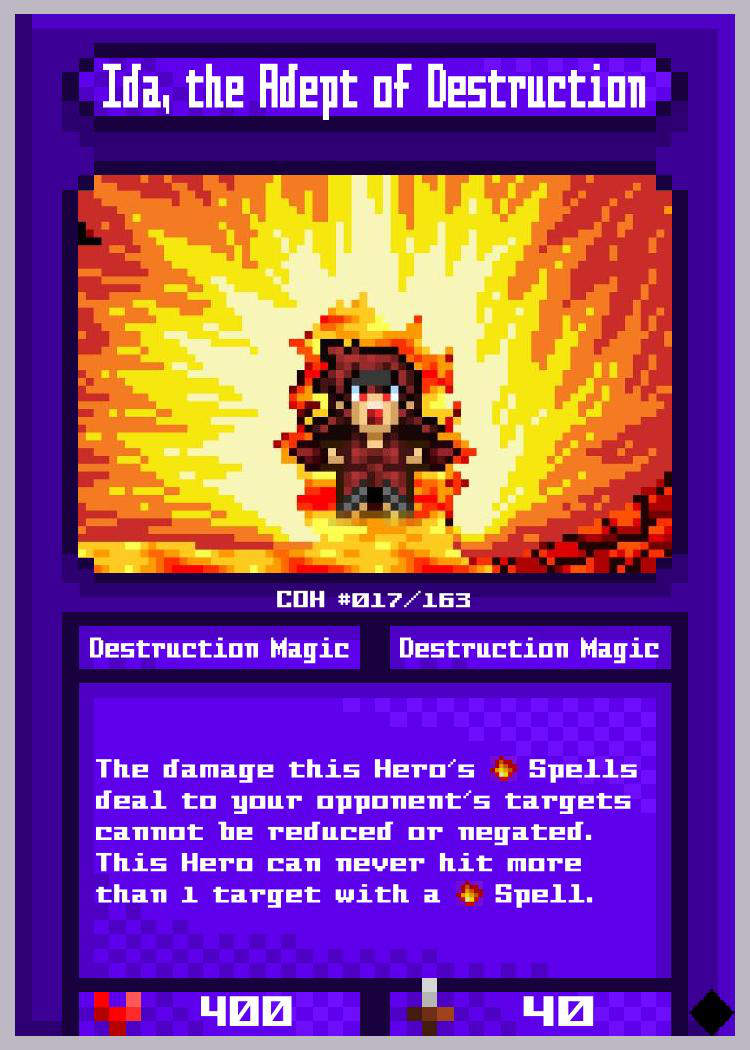 Ida, the Adept of Destruction
COH #017/163
Destruction Magic Destruction Magic
The damage this Hero's Spells
deal to your opponent's targets
cannot be reduced or negated.
This Hero can never hit more
than 1 target with a Spell.
400 40